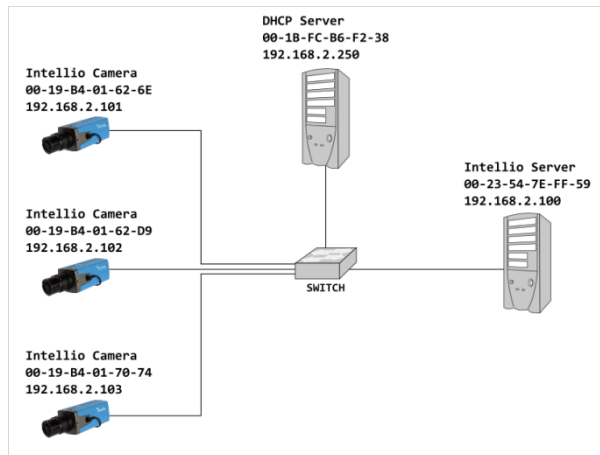 DHCP Server
00-1B-FC-B6-F2-38
192.168.2.250
Intellio Camera
00-19-B4-01-62-6E
192.168.2.101
Intellio Server
00-23-54-7E-FF-59
192.168.2.100
Intellio Camera
00-19-B4-01-62-D9
192.168.2.102
SWITCH
Intellio Camera
00-19-B4-01-70-74
192.168.2.103